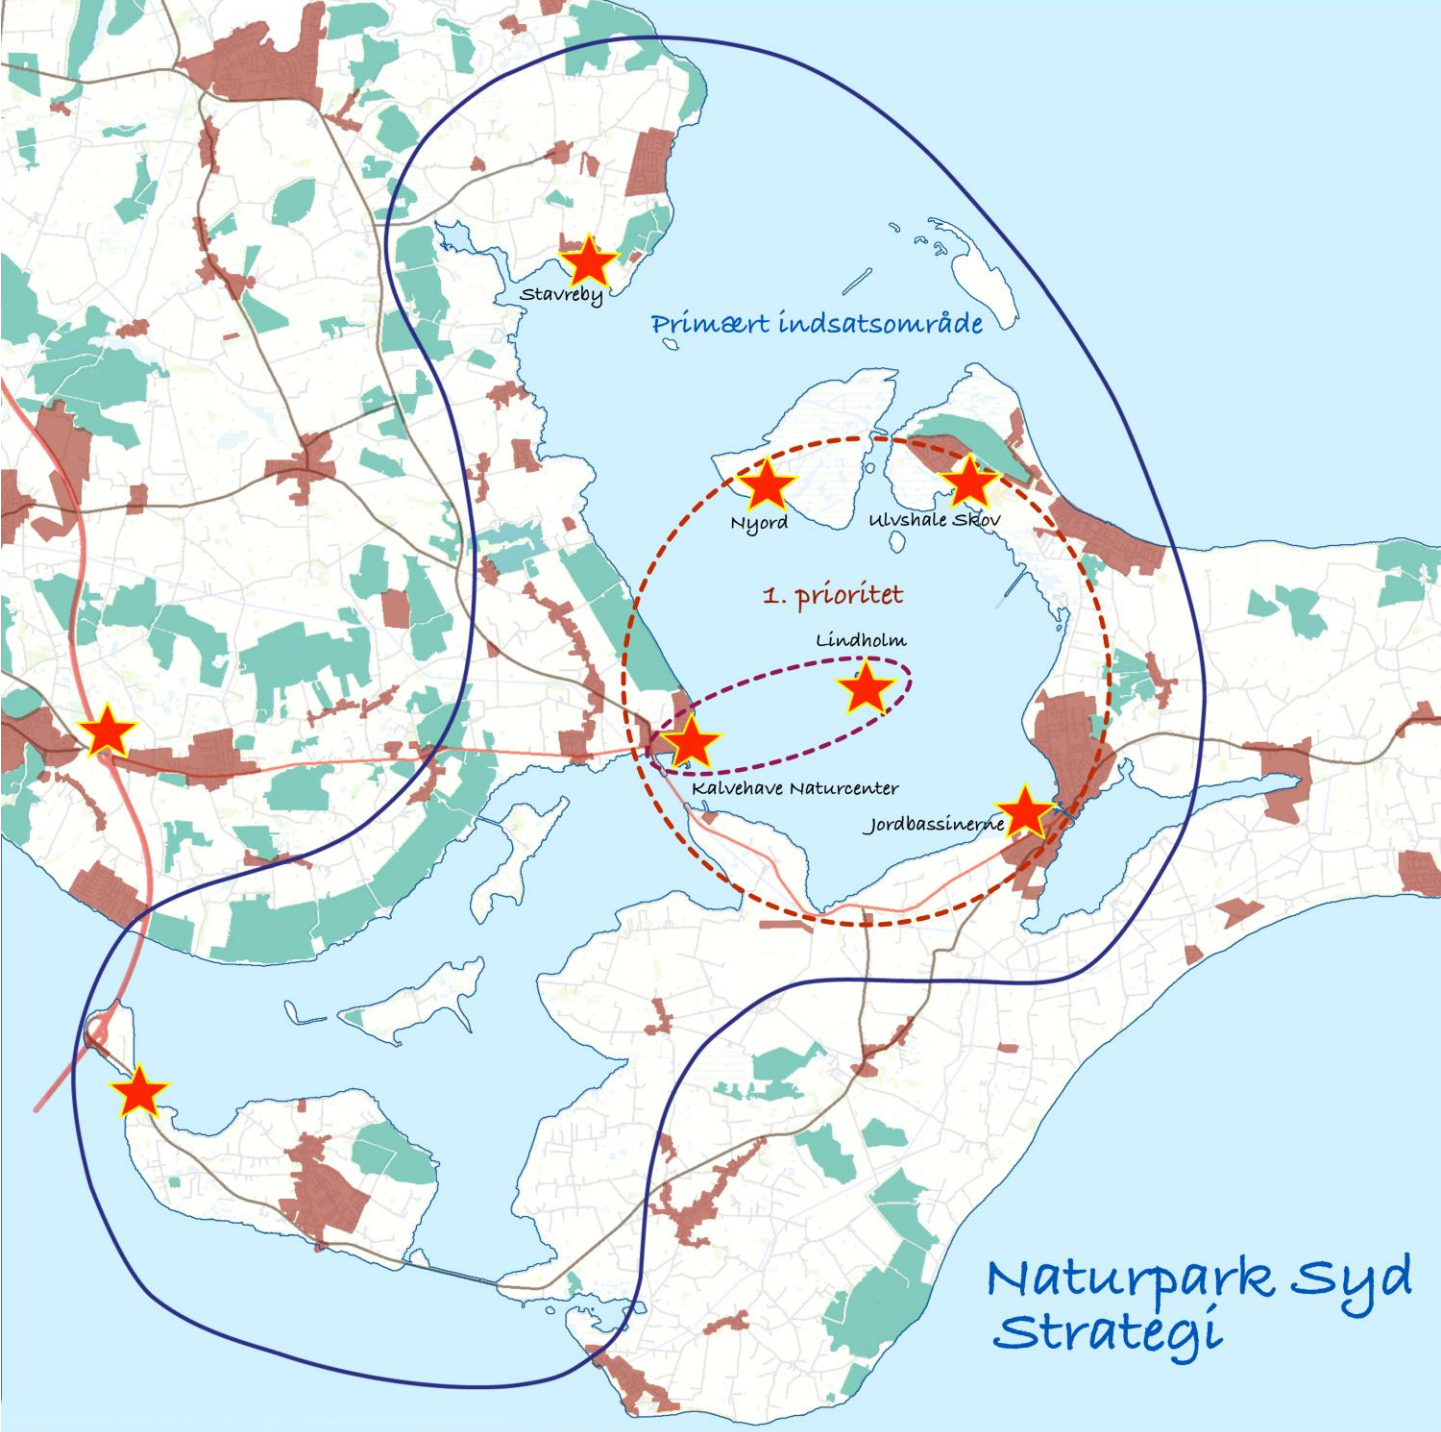 Stavreby
Primært indsatsområde
Nyord
Ulvshale Skov
1. prioritet
Lindholm
Kalvehave Naturcenter
Jordbassinerne
Naturpark Syd
Strategi